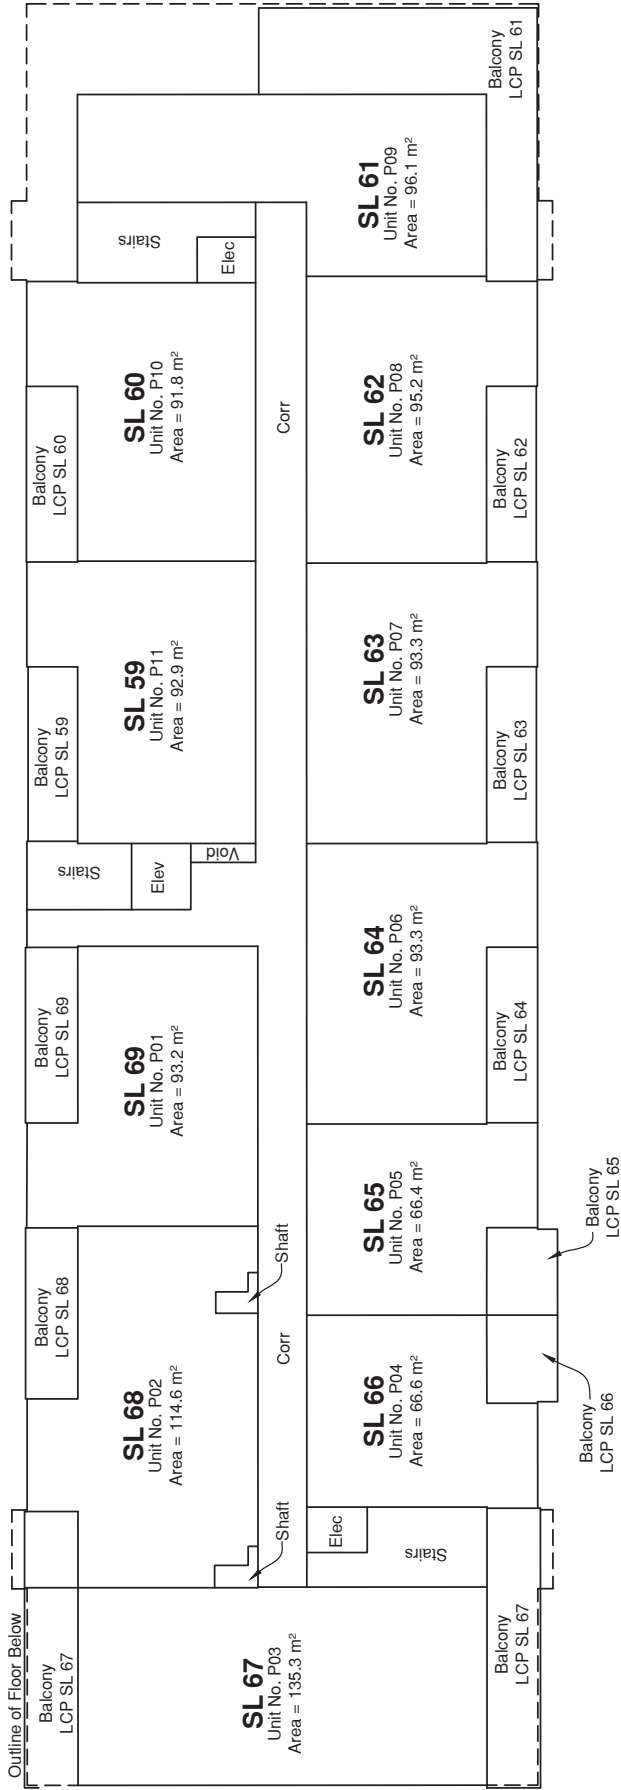 Outline of Floor Below
Balcony
LCP SL 67
Balcony
LCP SL 68
Balcony
LCP SL 69
Stairs
Elev
Void
Balcony
LCP SL 59
Balcony
LCP SL 60
Stairs
Elec
SL 68
Unit No. P02
Area = 114.6 m²
SL 69
Unit No. P01
Area = 93.2 m²
SL 59
Unit No. P11
Area = 92.9 m²
SL 60
Unit No. P10
Area = 91.8 m²
SL 67
Unit No. P03
Area = 135.3 m²
Shaft
Corr
Shaft
Corr
Elec
Stairs
SL 66
Unit No. P04
Area = 66.6 m²
SL 65
Unit No. P05
Area = 66.4 m²
SL 64
Unit No. P06
Area = 93.3 m²
SL 63
Unit No. P07
Area = 93.3 m²
SL 62
Unit No. P08
Area = 95.2 m²
SL 61
Unit No. P09
Area = 96.1 m²
Balcony
LCP SL 67
Balcony
LCP SL 64
Balcony
LCP SL 63
Balcony
LCP SL 62
Balcony
LCP SL 61
Balcony
LCP SL 66
Balcony
LCP SL 65